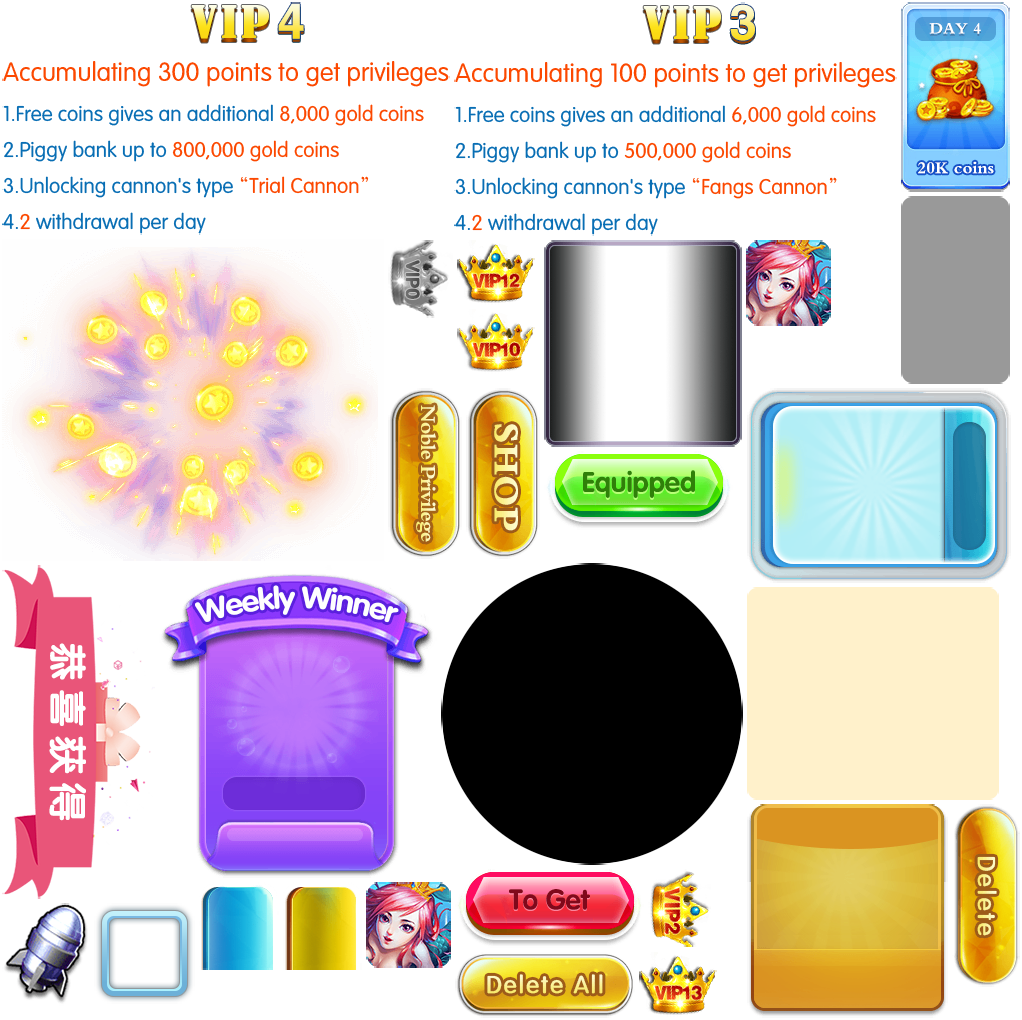 VIP 4
Accumulating 300 points to get privileges
1.Free coins gives an additional 8,000 gold coins
2.Piggy bank up to 800,000 gold coins
3.Unlocking cannon's type “Trial Cannon”
4.2 withdrawal per day
VIP 3
Accumulating 100 points to get privileges
1.Free coins gives an additional 6,000 gold coins
2.Piggy bank up to 500,000 gold coins
3.Unlocking cannon's type “Fangs Cannon”
4.2 withdrawal per day
DAY 4
20K coins
VIP0
VIP12
VIP10
Noble Privilege
SHOP
Equipped
恭喜获得
Weekly Winner
To Get
VIP2
Delete All
VIP13
Delete